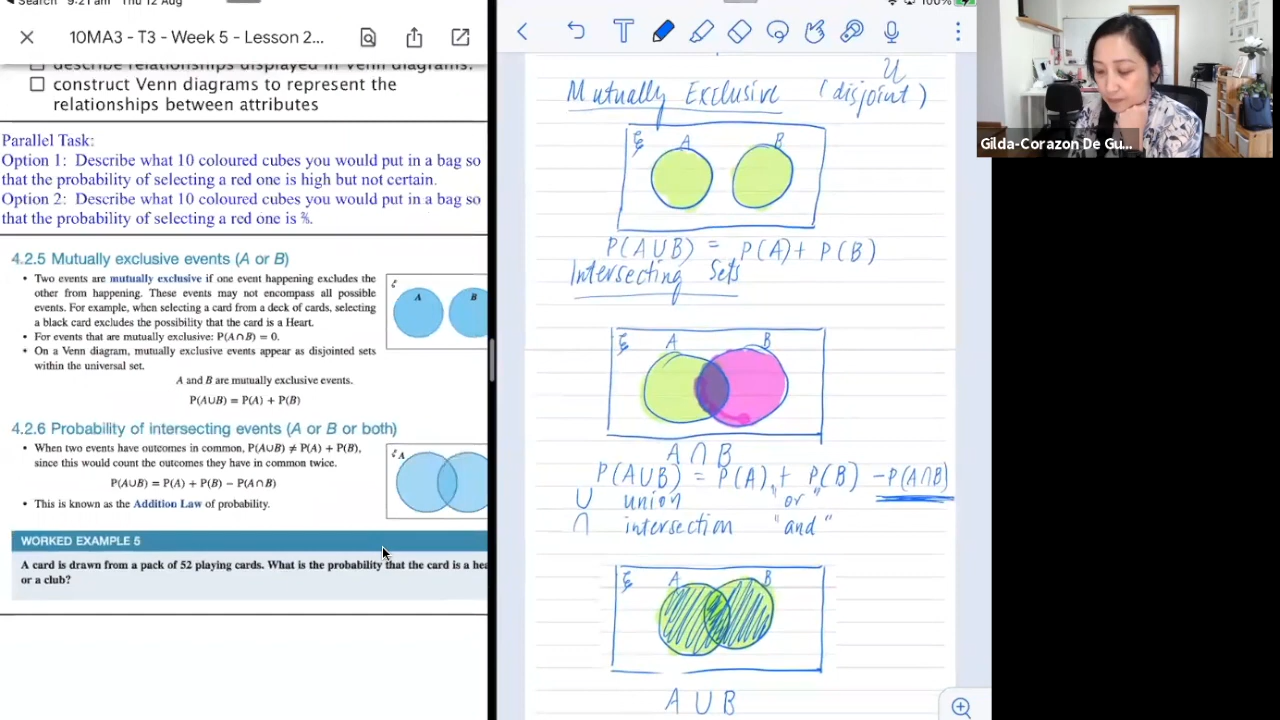 Search 9:21 am Thu 12 Aug
100%
10MA3 - T3 - Week 5 - Lesson 2...
describe relationships displayed in Venn diagrams.
construct Venn diagrams to represent the
relationships between attributes
Parallel Task:
Option 1: Describe what 10 coloured cubes you would put in a bag so
that the probability of selecting a red one is high but not certain.
Option 2: Describe what 10 coloured cubes you would put in a bag so
that the probability of selecting a red one is ⅖.
4.2.5 Mutually exclusive events (A or B)
• Two events are mutually exclusive if one event happening excludes the
other from happening. These events may not encompass all possible
events. For example, when selecting a card from a deck of cards, selecting
a black card excludes the possibility that the card is a Heart.
• For events that are mutually exclusive: P(A∩B) = 0.
• On a Venn diagram, mutually exclusive events appear as disjointed sets
within the universal set.
A and B are mutually exclusive events.
P(A∪B) = P(A) + P(B)
ξ A B
4.2.6 Probability of intersecting events (A or B or both)
• When two events have outcomes in common, P(A∪B) ≠ P(A) + P(B),
since this would count the outcomes they have in common twice.
P(A∪B) = P(A) + P(B) − P(A∩B)
• This is known as the Addition Law of probability.
ξ A
WORKED EXAMPLE 5
A card is drawn from a pack of 52 playing cards. What is the probability that the card is a hea
or a club?
U
Mutually Exclusive (disjoint)
ξ A B
P(A∪B) = P(A) + P(B)
Intersecting Sets
ξ A B
A ∩ B
P(A∪B) = P(A) + P(B) − P(A∩B)
∪ union "or"
∩ intersection "and"
ξ A B
A ∪ B
Gilda-Corazon De Gu...